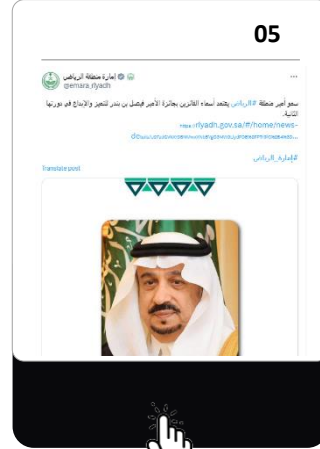 05
إمارة منطقة الرياض
@emara_riyadh
سمو أمير منطقة #الرياض يعتمد أسماء الفائزين بجائزة الأمير فيصل بن بندر للتميز والإبداع في دورتها
الثانية.
riyadh.gov.sa/#/home/news-
#إمارة_الرياض
Translate post